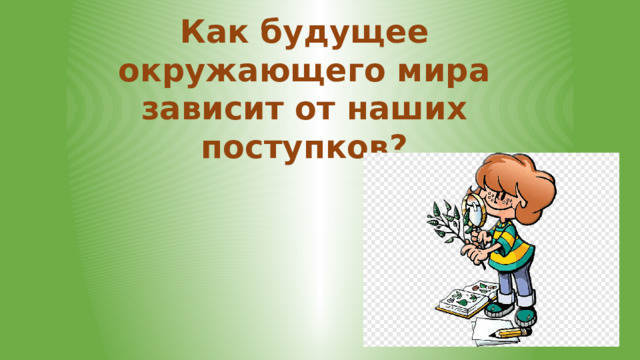 Как будущее
окружающего мира
зависит от наших
поступков?